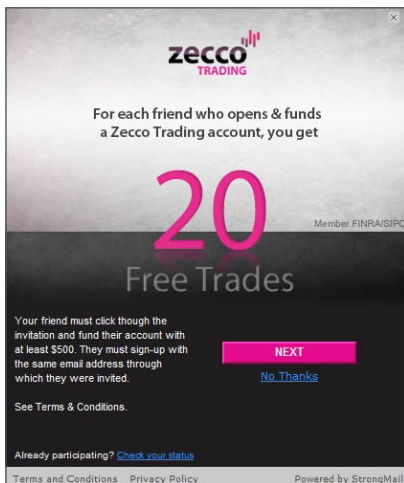 zecco
TRADING
For each friend who opens & funds
a Zecco Trading account, you get
20
Member FINRA/SIPC
Free Trades
Your friend must click though the
invitation and fund their account with
at least $500. They must sign-up with
the same email address through
which they were invited.
NEXT
No Thanks
See Terms & Conditions.
Already participating? Check your status
Terms and Conditions Privacy Policy Powered by StrongMail